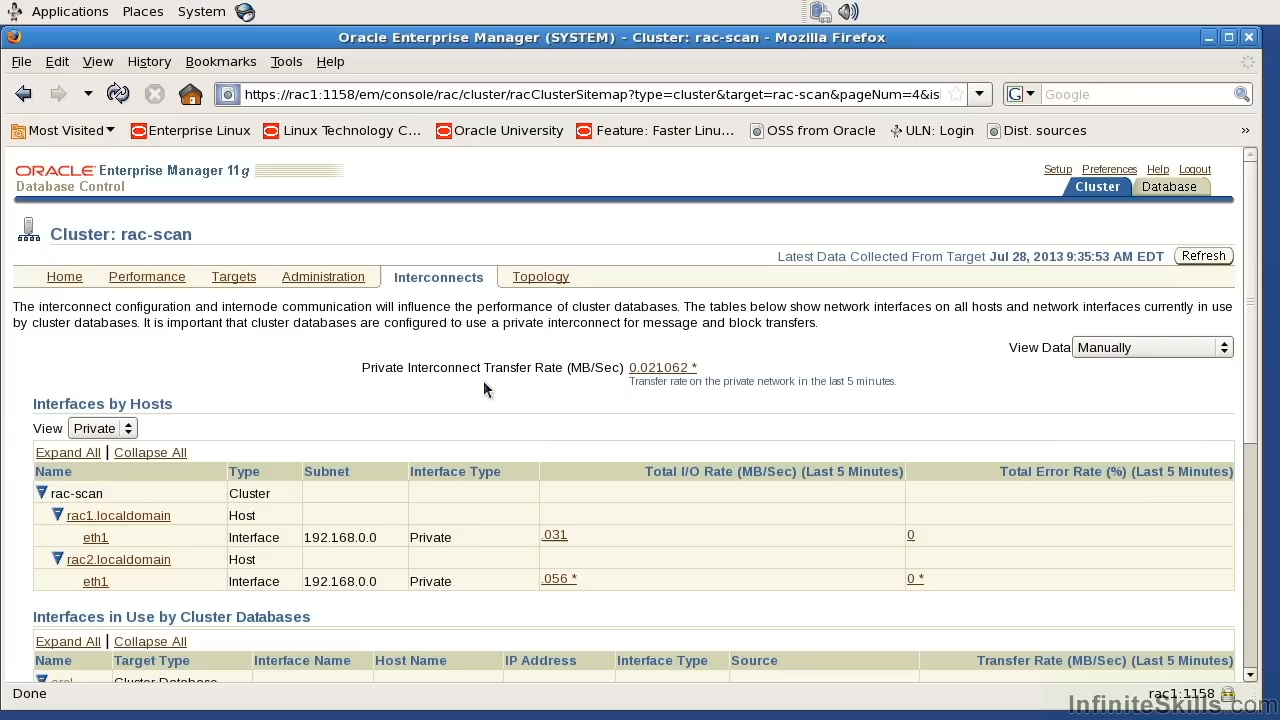 Applications Places System
Oracle Enterprise Manager (SYSTEM) - Cluster: rac-scan - Mozilla Firefox
File Edit View History Bookmarks Tools Help
https://rac1:1158/em/console/rac/cluster/racClusterSitemap?type=cluster&target=rac-scan&pageNum=4&is
G Google
Most Visited Enterprise Linux Linux Technology C... Oracle University Feature: Faster Linu... OSS from Oracle ULN: Login Dist. sources »
ORACLE Enterprise Manager 11g
Database Control
Setup Preferences Help Logout
Cluster Database
Cluster: rac-scan
Latest Data Collected From Target Jul 28, 2013 9:35:53 AM EDT Refresh
Home Performance Targets Administration Interconnects Topology
The interconnect configuration and internode communication will influence the performance of cluster databases. The tables below show network interfaces on all hosts and network interfaces currently in use
by cluster databases. It is important that cluster databases are configured to use a private interconnect for message and block transfers.
View Data Manually
Private Interconnect Transfer Rate (MB/Sec) 0.021062 *
Transfer rate on the private network in the last 5 minutes.
Interfaces by Hosts
View Private
Expand All | Collapse All
Name Type Subnet Interface Type Total I/O Rate (MB/Sec) (Last 5 Minutes) Total Error Rate (%) (Last 5 Minutes)
rac-scan Cluster
rac1.localdomain Host
eth1 Interface 192.168.0.0 Private .031 0
rac2.localdomain Host
eth1 Interface 192.168.0.0 Private .056 * 0 *
Interfaces in Use by Cluster Databases
Expand All | Collapse All
Name Target Type Interface Name Host Name IP Address Interface Type Source Transfer Rate (MB/Sec) (Last 5 Minutes)
Cluster Database
Done rac1:1158
InfiniteSkills.com